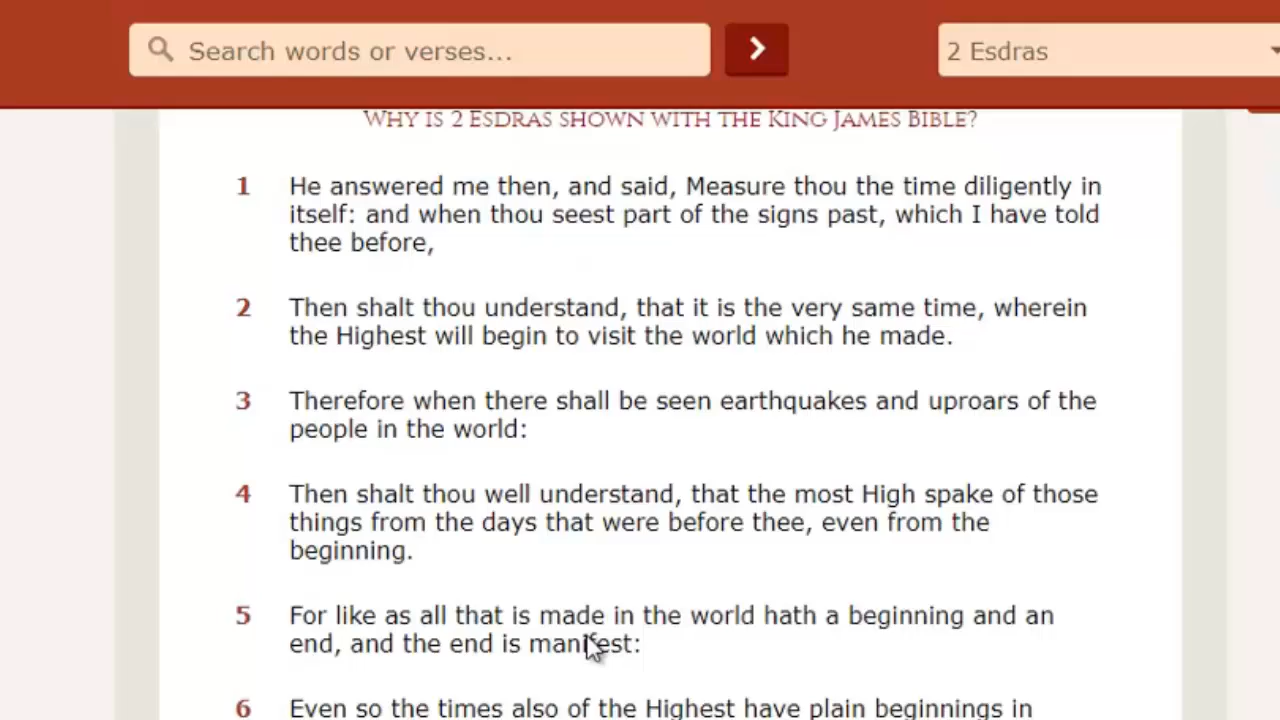 Search words or verses...
2 Esdras
Why is 2 Esdras shown with the King James Bible?
1 He answered me then, and said, Measure thou the time diligently in
itself: and when thou seest part of the signs past, which I have told
thee before,
2 Then shalt thou understand, that it is the very same time, wherein
the Highest will begin to visit the world which he made.
3 Therefore when there shall be seen earthquakes and uproars of the
people in the world:
4 Then shalt thou well understand, that the most High spake of those
things from the days that were before thee, even from the
beginning.
5 For like as all that is made in the world hath a beginning and an
end, and the end is manifest:
6 Even so the times also of the Highest have plain beginnings in